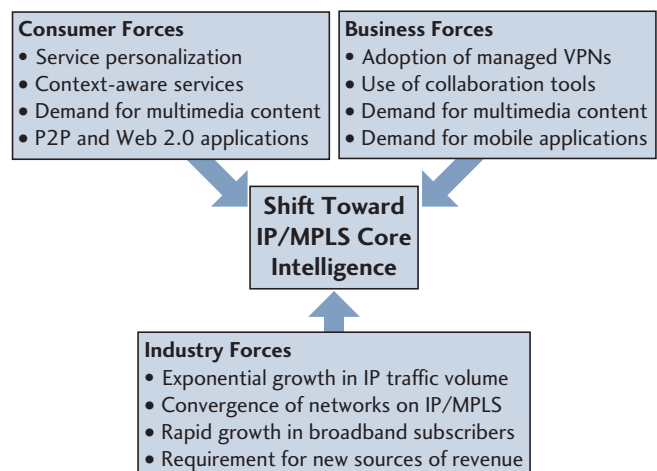 Consumer Forces
• Service personalization
• Context-aware services
• Demand for multimedia content
• P2P and Web 2.0 applications
Business Forces
• Adoption of managed VPNs
• Use of collaboration tools
• Demand for multimedia content
• Demand for mobile applications
Shift Toward
IP/MPLS Core
Intelligence
Industry Forces
• Exponential growth in IP traffic volume
• Convergence of networks on IP/MPLS
• Rapid growth in broadband subscribers
• Requirement for new sources of revenue